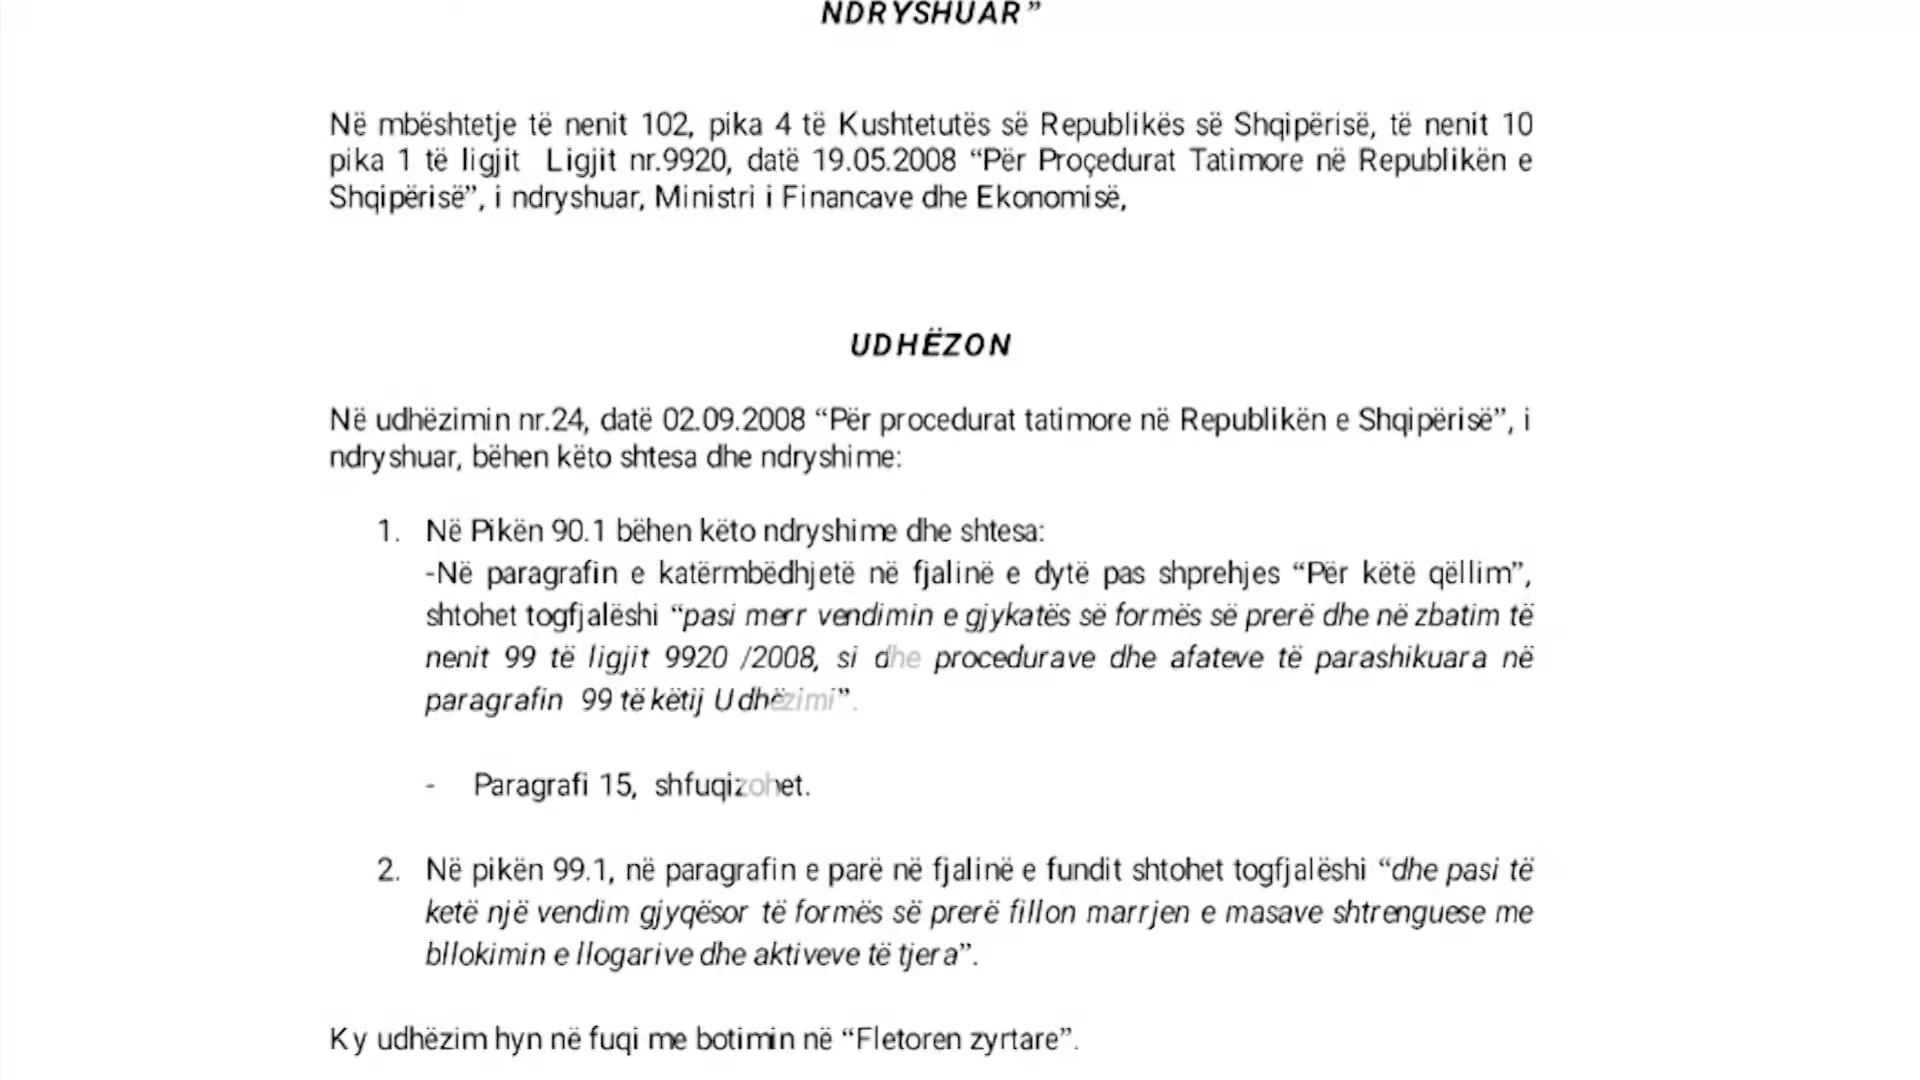 NDRYSHUAR”
Në mbështetje të nenit 102, pika 4 të Kushtetutës së Republikës së Shqipërisë, të nenit 10
pika 1 të ligjit Ligjit nr.9920, datë 19.05.2008 “Për Proçedurat Tatimore në Republikën e
Shqipërisë”, i ndryshuar, Ministri i Financave dhe Ekonomisë,
UDHËZON
Në udhëzimin nr.24, datë 02.09.2008 “Për procedurat tatimore në Republikën e Shqipërisë”, i
ndryshuar, bëhen këto shtesa dhe ndryshime:
1. Në Pikën 90.1 bëhen këto ndryshime dhe shtesa:
-Në paragrafin e katërmbëdhjetë në fjalinë e dytë pas shprehjes “Për këtë qëllim”,
shtohet togfjalëshi “pasi merr vendimin e gjykatës së formës së prerë dhe në zbatim të
nenit 99 të ligjit 9920 /2008, si dhe procedurave dhe afateve të parashikuara në
paragrafin 99 të këtij Udhëzimi”.
- Paragrafi 15, shfuqizohet.
2. Në pikën 99.1, në paragrafin e parë në fjalinë e fundit shtohet togfjalëshi “dhe pasi të
ketë një vendim gjyqësor të formës së prerë fillon marrjen e masave shtrenguese me
bllokimin e llogarive dhe aktiveve të tjera”.
Ky udhëzim hyn në fuqi me botimin në “Fletoren zyrtare”.